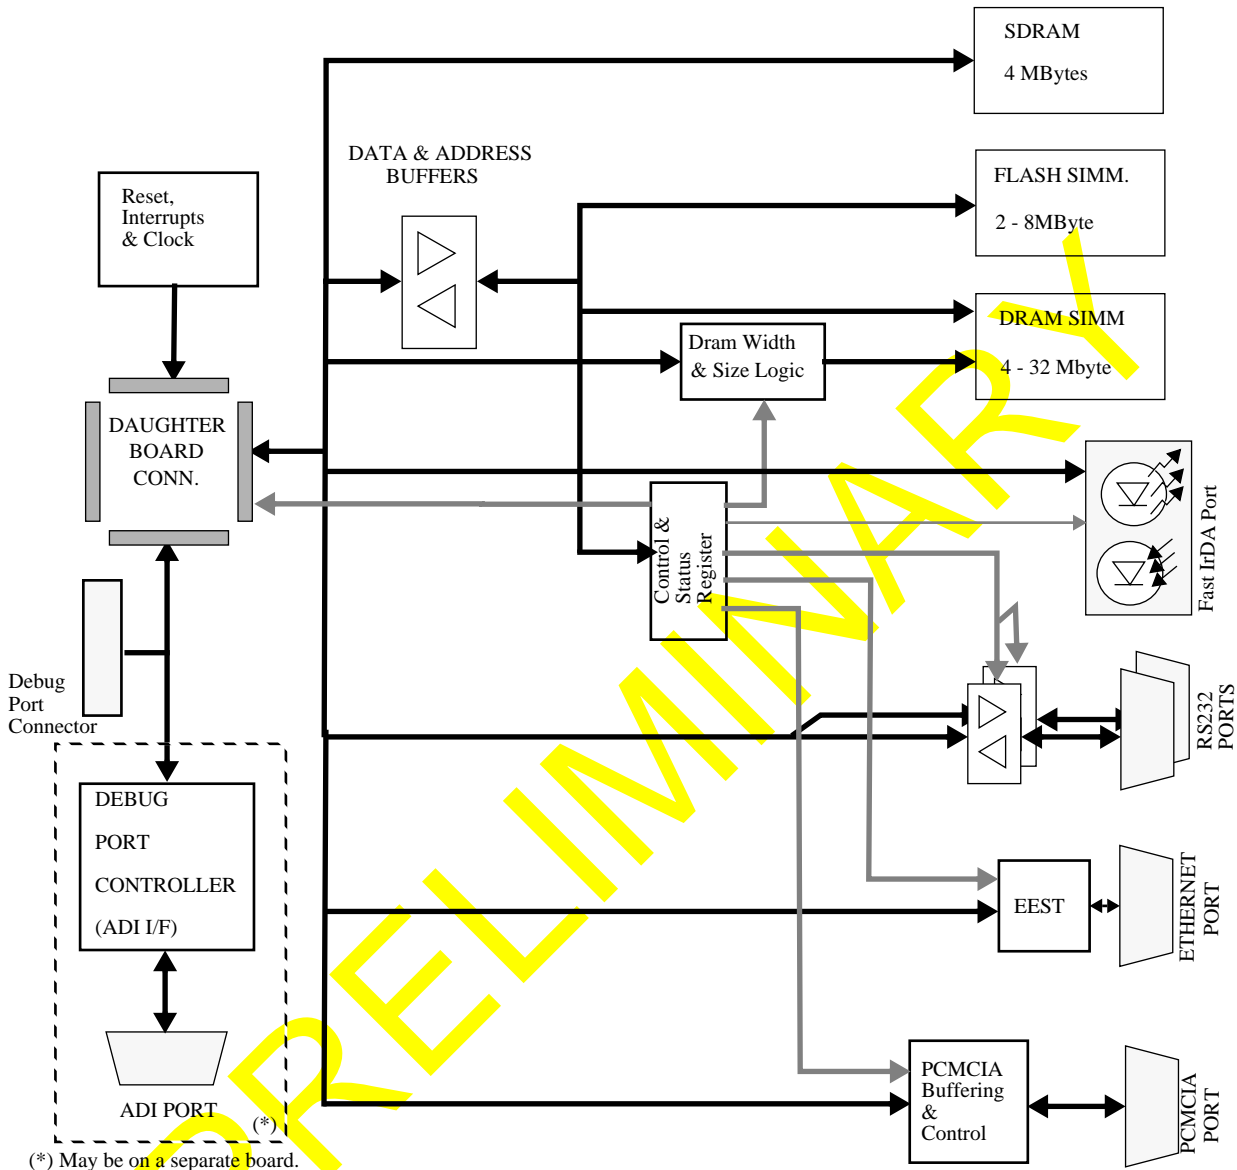 SDRAM
4 MBytes
DATA & ADDRESS
BUFFERS
FLASH SIMM.
2 - 8MByte
Reset,
Interrupts
& Clock
DRAM SIMM
4 - 32 Mbyte
Dram Width
& Size Logic
DAUGHTER
BOARD
CONN.
Control &
Status
Register
Fast IrDA Port
Debug
Port
Connector
RS232
PORTS
DEBUG
PORT
CONTROLLER
(ADI I/F)
EEST
ETHERNET
PORT
PCMCIA
Buffering
&
Control
PCMCIA
PORT
ADI PORT
(*)
(*) May be on a separate board.
PRELIMINARY